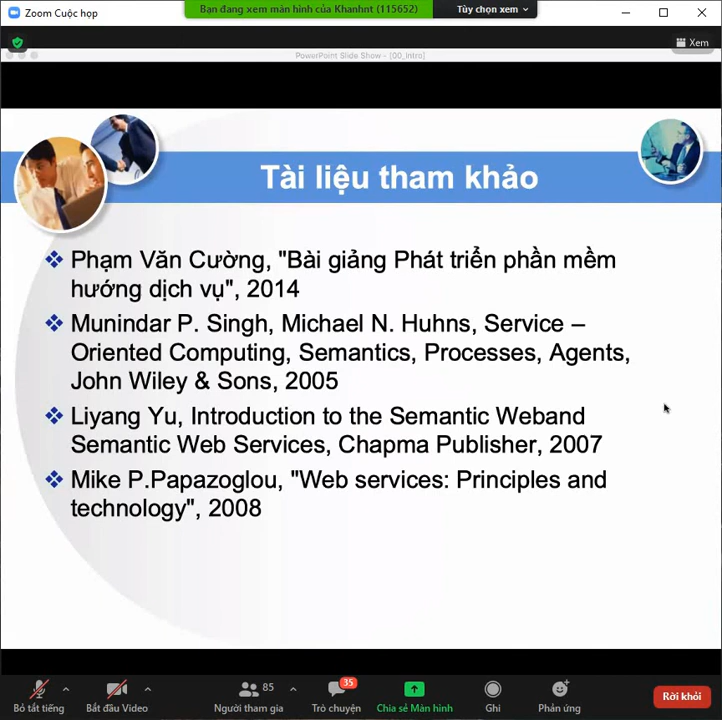 Zoom Cuộc họp
Bạn đang xem màn hình của Khanhnt (115652)
Tùy chọn xem
Xem
PowerPoint Slide Show - [00_Intro]
Tài liệu tham khảo
Phạm Văn Cường, "Bài giảng Phát triển phần mềm
hướng dịch vụ", 2014
Munindar P. Singh, Michael N. Huhns, Service –
Oriented Computing, Semantics, Processes, Agents,
John Wiley & Sons, 2005
Liyang Yu, Introduction to the Semantic Weband
Semantic Web Services, Chapma Publisher, 2007
Mike P.Papazoglou, "Web services: Principles and
technology", 2008
85
35
Bỏ tắt tiếng
Bắt đầu Video
Người tham gia
Trò chuyện
Chia sẻ Màn hình
Ghi
Phản ứng
Rời khỏi